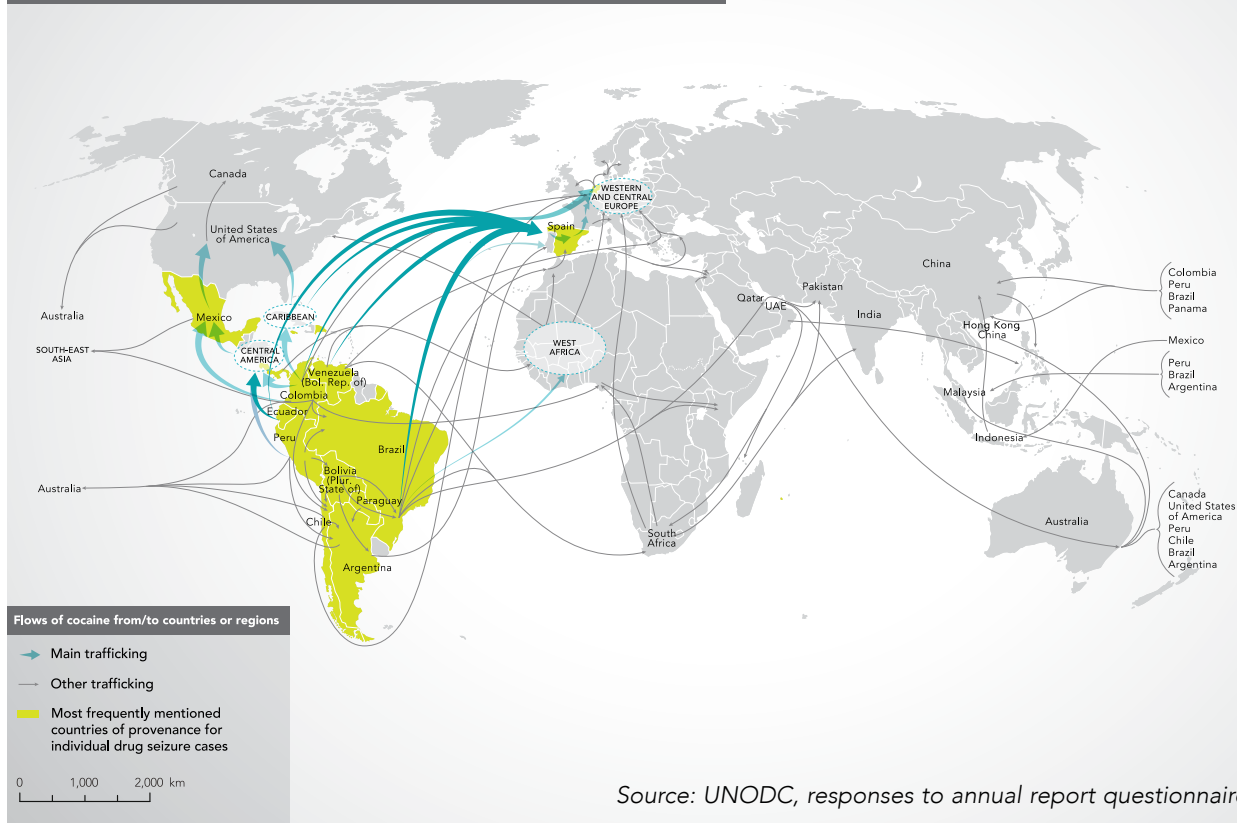 Canada
United States
of America
Australia
SOUTH-EAST
ASIA
Mexico
CARIBBEAN
CENTRAL
AMERICA
Venezuela
(Bol. Rep. of)
Colombia
Ecuador
Peru
Brazil
Bolivia
(Plur.
State of)
Paraguay
Australia
Chile
Argentina
WESTERN
AND CENTRAL
EUROPE
Spain
WEST
AFRICA
South
Africa
Qatar
UAE
Pakistan
India
China
Hong Kong
China
Malaysia
Indonesia
Australia
Colombia
Peru
Brazil
Panama
Mexico
Peru
Brazil
Argentina
Canada
United States
of America
Peru
Chile
Brazil
Argentina
Flows of cocaine from/to countries or regions
Main trafficking
Other trafficking
Most frequently mentioned
countries of provenance for
individual drug seizure cases
0 1,000 2,000 km
Source: UNODC, responses to annual report questionnaire